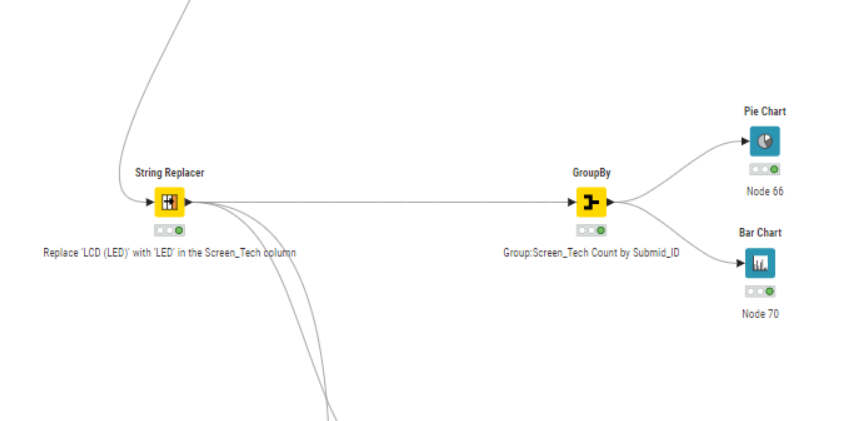 Pie Chart
String Replacer
GroupBy
Node 66
Bar Chart
Replace 'LCD (LED)' with 'LED' in the Screen_Tech column
Group:Screen_Tech Count by Submid_ID
Node 70